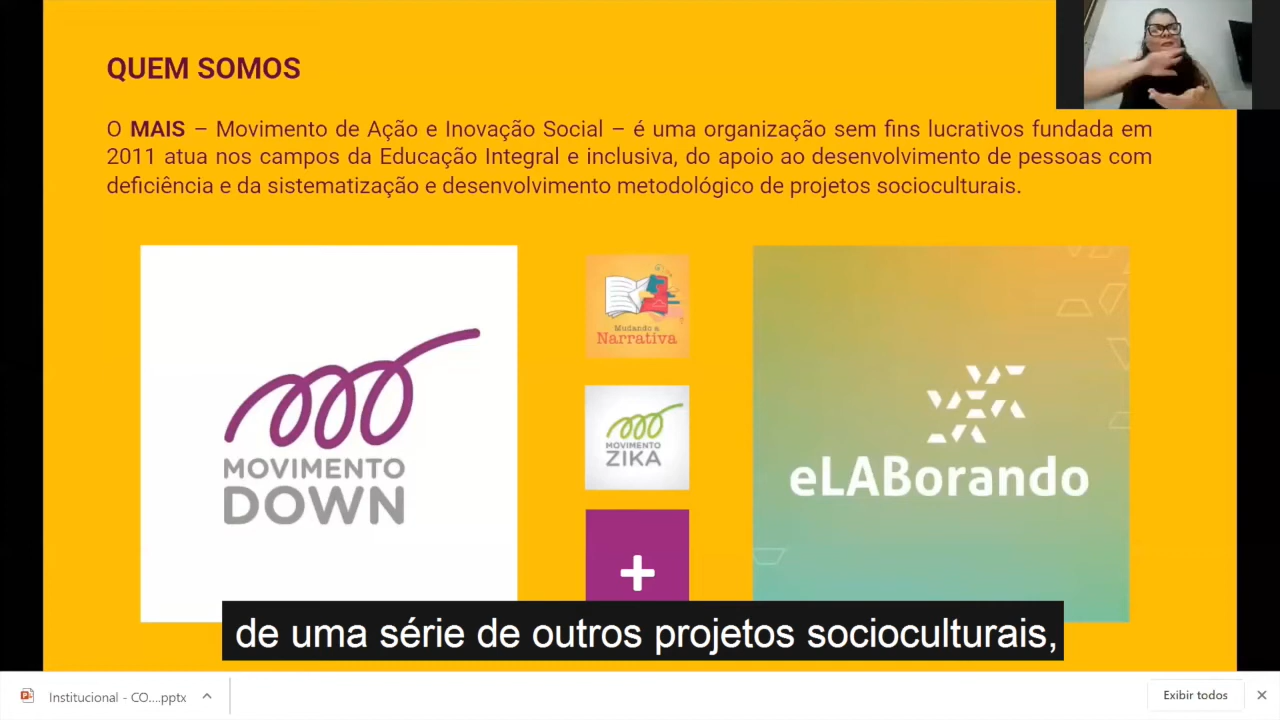 QUEM SOMOS
O MAIS – Movimento de Ação e Inovação Social – é uma organização sem fins lucrativos fundada em
2011 atua nos campos da Educação Integral e inclusiva, do apoio ao desenvolvimento de pessoas com
deficiência e da sistematização e desenvolvimento metodológico de projetos socioculturais.
MOVIMENTO
DOWN
Mudando a
Narrativa
MOVIMENTO
ZIKA
+
eLABorando
de uma série de outros projetos socioculturais,
Institucional - CO....pptx
Exibir todos